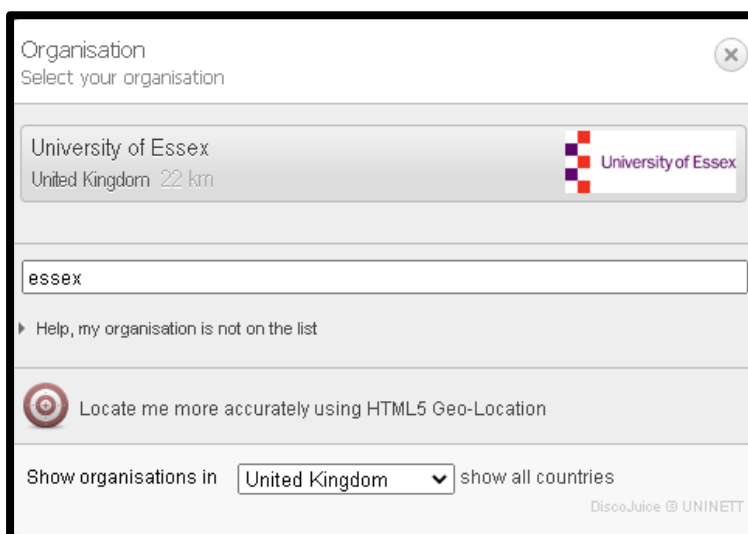 Organisation
Select your organisation
University of Essex
United Kingdom 22 km
University of Essex
essex
Help, my organisation is not on the list
Locate me more accurately using HTML5 Geo-Location
Show organisations in United Kingdom show all countries
DiscoJuice © UNINETT